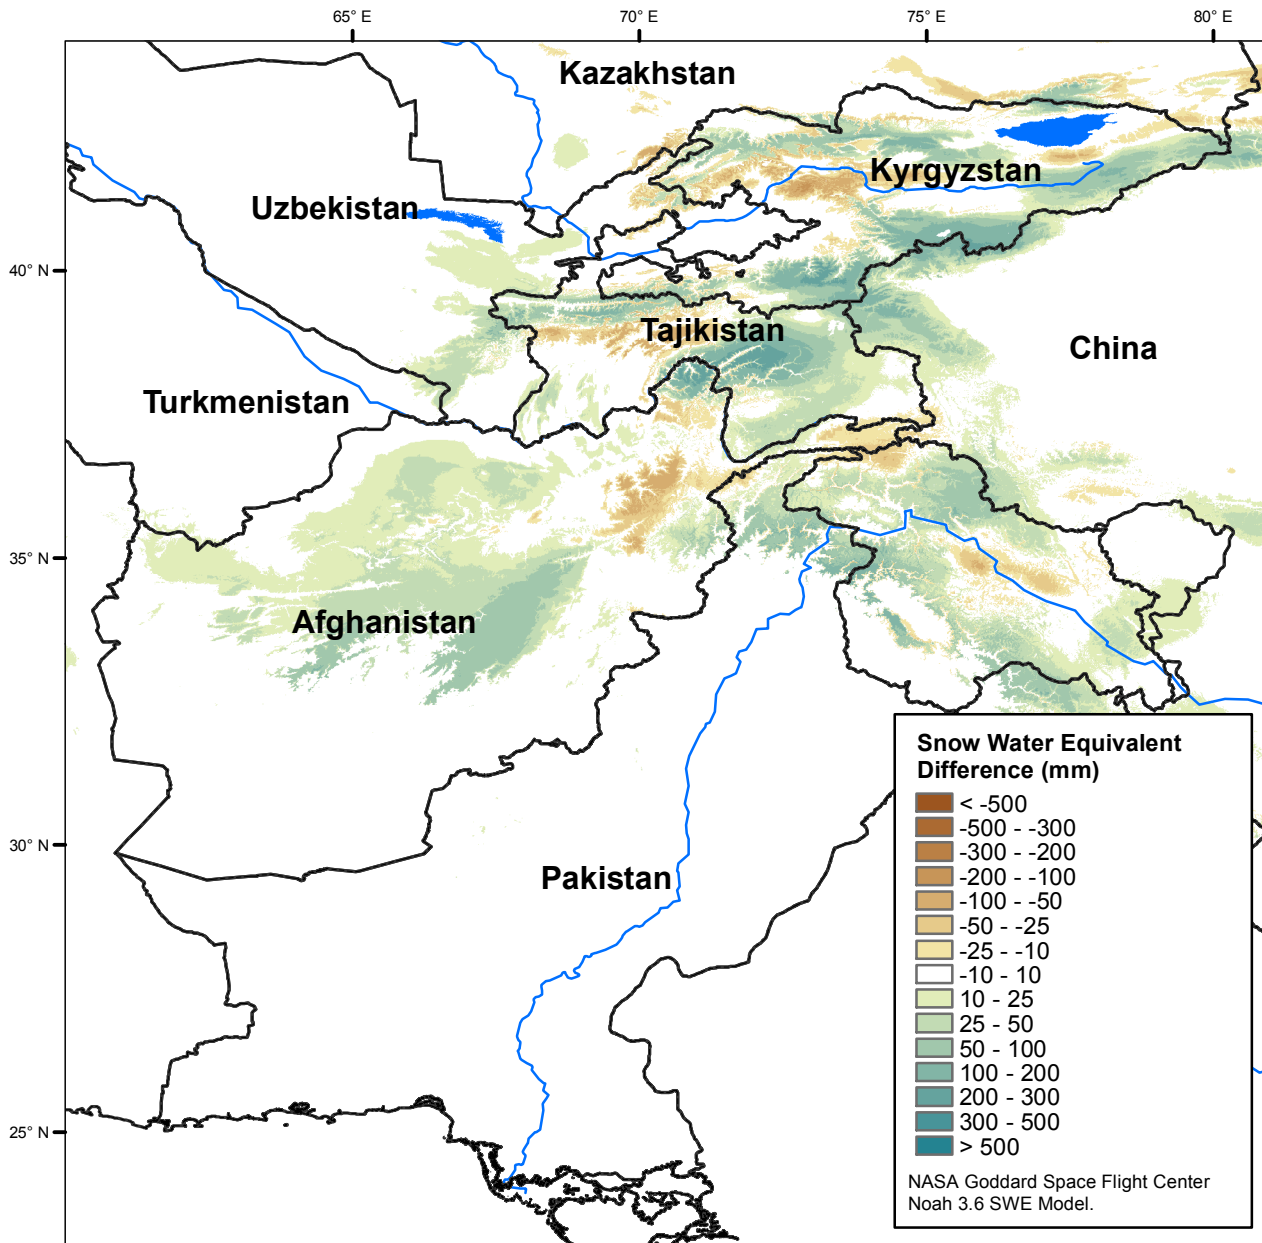 65° E
70° E
75° E
80° E
Kazakhstan
Kyrgyzstan
Uzbekistan
40° N
Tajikistan
China
Turkmenistan
35° N
Afghanistan
30° N
Pakistan
25° N
Snow Water Equivalent
Difference (mm)
< -500
-500 - -300
-300 - -200
-200 - -100
-100 - -50
-50 - -25
-25 - -10
-10 - 10
10 - 25
25 - 50
50 - 100
100 - 200
200 - 300
300 - 500
> 500
NASA Goddard Space Flight Center
Noah 3.6 SWE Model.